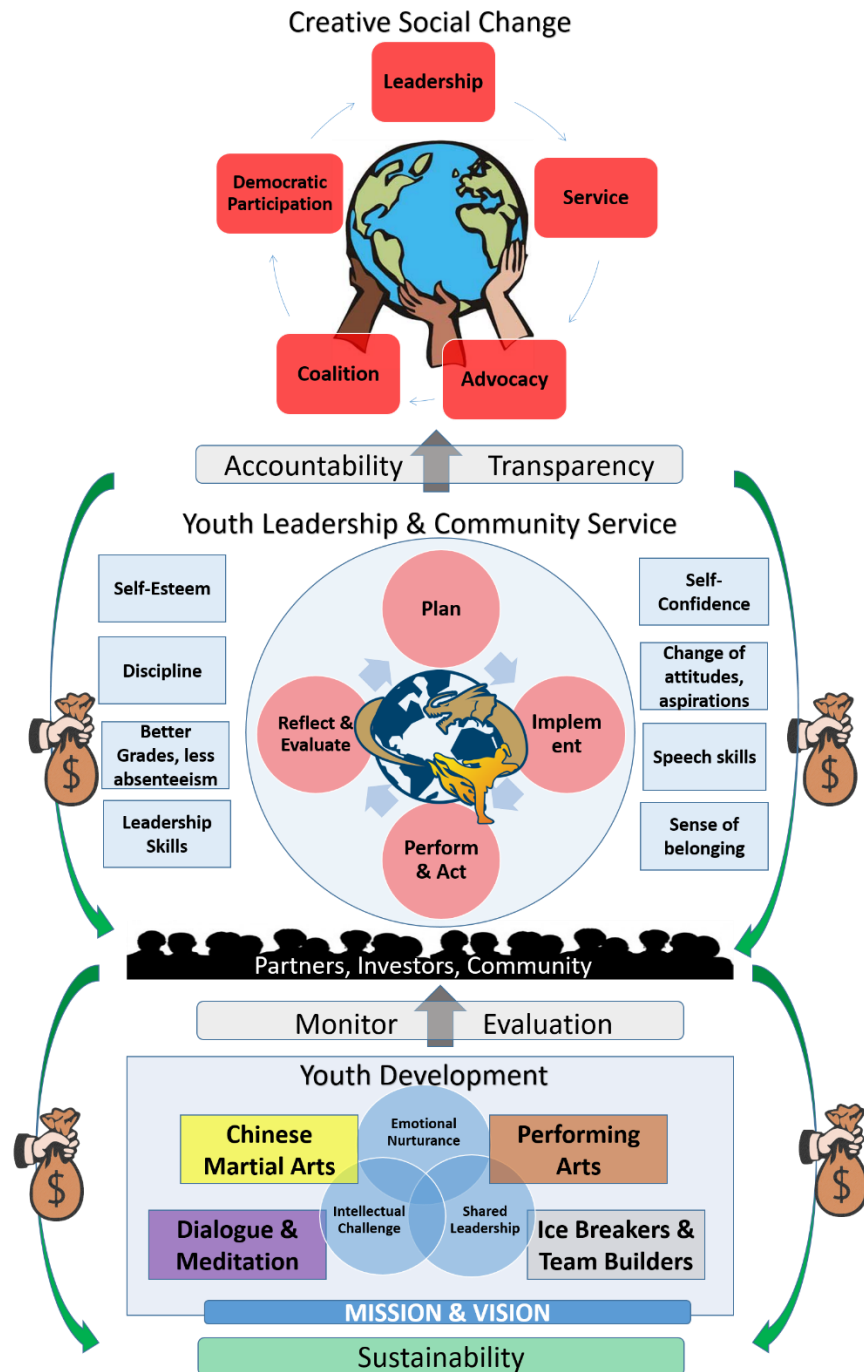 Creative Social Change
Leadership
Democratic
Participation
Service
Coalition
Advocacy
Accountability Transparency
Youth Leadership & Community Service
Self-Esteem
Discipline
Better
Grades, less
absenteeism
Leadership
Skills
Plan
Reflect &
Evaluate
Implem
ent
Perform
& Act
Self-
Confidence
Change of
attitudes,
aspirations
Speech skills
Sense of
belonging
$
$
Partners, Investors, Community
Monitor Evaluation
Youth Development
Chinese
Martial Arts
Emotional
Nurturance
Performing
Arts
Dialogue &
Meditation
Intellectual
Challenge
Shared
Leadership
Ice Breakers &
Team Builders
$
$
MISSION & VISION
Sustainability